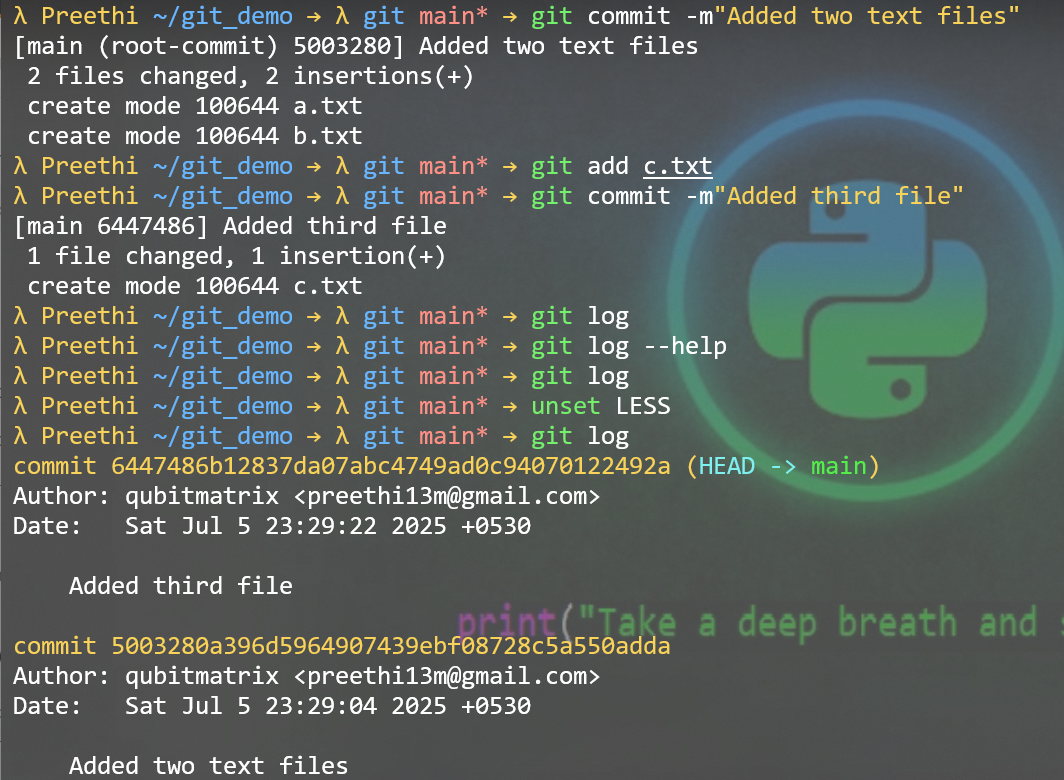 λ Preethi ~/git_demo → λ git main* → git commit -m"Added two text files"
[main (root-commit) 5003280] Added two text files
 2 files changed, 2 insertions(+)
 create mode 100644 a.txt
 create mode 100644 b.txt
λ Preethi ~/git_demo → λ git main* → git add c.txt
λ Preethi ~/git_demo → λ git main* → git commit -m"Added third file"
[main 6447486] Added third file
 1 file changed, 1 insertion(+)
 create mode 100644 c.txt
λ Preethi ~/git_demo → λ git main* → git log
λ Preethi ~/git_demo → λ git main* → git log --help
λ Preethi ~/git_demo → λ git main* → git log
λ Preethi ~/git_demo → λ git main* → unset LESS
λ Preethi ~/git_demo → λ git main* → git log
commit 6447486b12837da07abc4749ad0c94070122492a (HEAD -> main)
Author: qubitmatrix <preethi13m@gmail.com>
Date:   Sat Jul 5 23:29:22 2025 +0530
    Added third file
print("Take a deep breath and
commit 5003280a396d5964907439ebf08728c5a550adda
Author: qubitmatrix <preethi13m@gmail.com>
Date:   Sat Jul 5 23:29:04 2025 +0530
    Added two text files